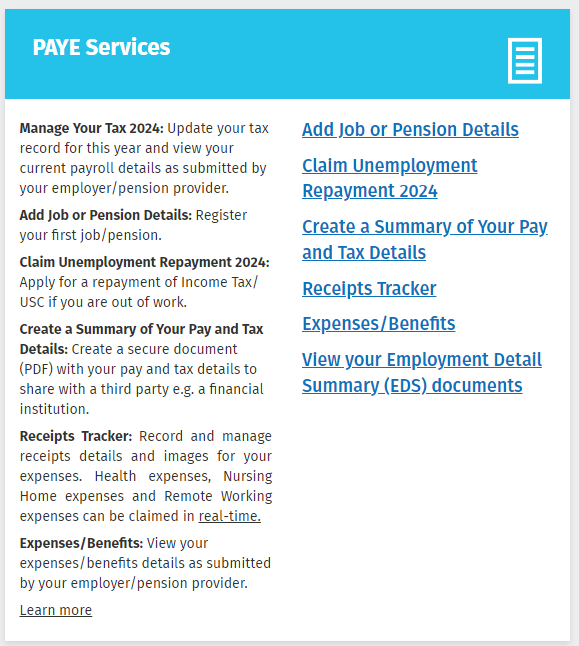 PAYE Services
Manage Your Tax 2024: Update your tax
record for this year and view your
current payroll details as submitted by
your employer/pension provider.
Add Job or Pension Details: Register
your first job/pension.
Claim Unemployment Repayment 2024:
Apply for a repayment of Income Tax/
USC if you are out of work.
Create a Summary of Your Pay and Tax
Details: Create a secure document
(PDF) with your pay and tax details to
share with a third party e.g. a financial
institution.
Receipts Tracker: Record and manage
receipts details and images for your
expenses. Health expenses, Nursing
Home expenses and Remote Working
expenses can be claimed in real-time.
Expenses/Benefits: View your
expenses/benefits details as submitted
by your employer/pension provider.
Learn more
Add Job or Pension Details
Claim Unemployment
Repayment 2024
Create a Summary of Your Pay
and Tax Details
Receipts Tracker
Expenses/Benefits
View your Employment Detail
Summary (EDS) documents